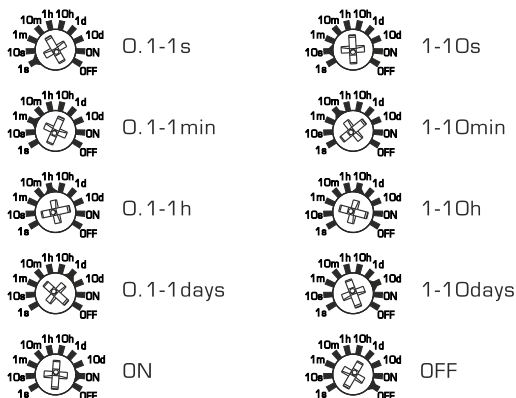 1s 10s 1m 10m 1h 10h 1d 10d ON OFF
0.1-1s
1s 10s 1m 10m 1h 10h 1d 10d ON OFF
1-10s
1s 10s 1m 10m 1h 10h 1d 10d ON OFF
0.1-1min
1s 10s 1m 10m 1h 10h 1d 10d ON OFF
1-10min
1s 10s 1m 10m 1h 10h 1d 10d ON OFF
0.1-1h
1s 10s 1m 10m 1h 10h 1d 10d ON OFF
1-10h
1s 10s 1m 10m 1h 10h 1d 10d ON OFF
0.1-1days
1s 10s 1m 10m 1h 10h 1d 10d ON OFF
1-10days
1s 10s 1m 10m 1h 10h 1d 10d ON OFF
ON
1s 10s 1m 10m 1h 10h 1d 10d ON OFF
OFF